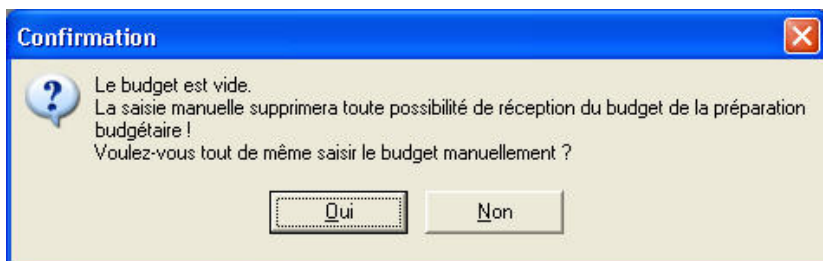 Confirmation
Le budget est vide.
La saisie manuelle supprimera toute possibilité de réception du budget de la préparation
budgétaire !
Voulez-vous tout de même saisir le budget manuellement ?
Oui
Non